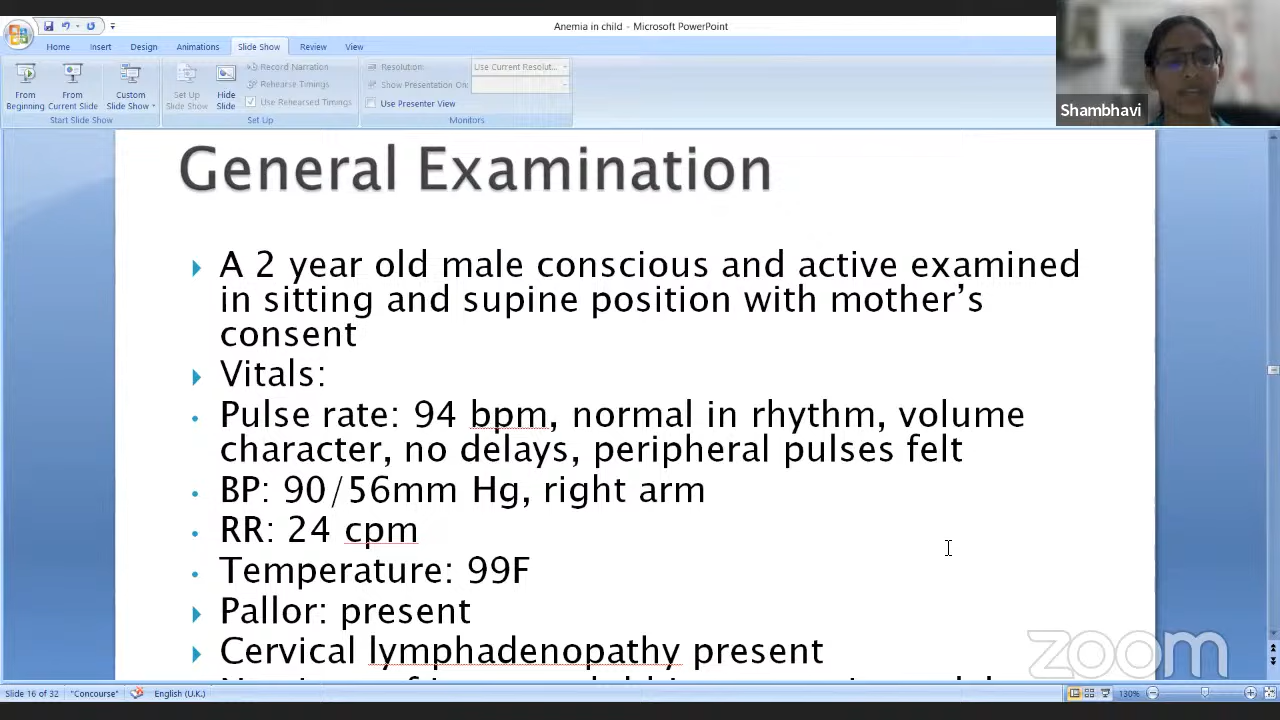 Anemia in child - Microsoft PowerPoint
Home Insert Design Animations Slide Show Review View
From Beginning
From Current Slide
Custom Slide Show
Start Slide Show
Set Up Slide Show
Hide Slide
Record Narration
Rehearse Timings
Use Rehearsed Timings
Set Up
Resolution: Use Current Resolut...
Show Presentation On:
Use Presenter View
Monitors
Shambhavi
General Examination
A 2 year old male conscious and active examined
in sitting and supine position with mother’s
consent
Vitals:
Pulse rate: 94 bpm, normal in rhythm, volume
character, no delays, peripheral pulses felt
BP: 90/56mm Hg, right arm
RR: 24 cpm
Temperature: 99F
Pallor: present
Cervical lymphadenopathy present
zoom
Slide 16 of 32 "Concourse" English (U.K.) 130%